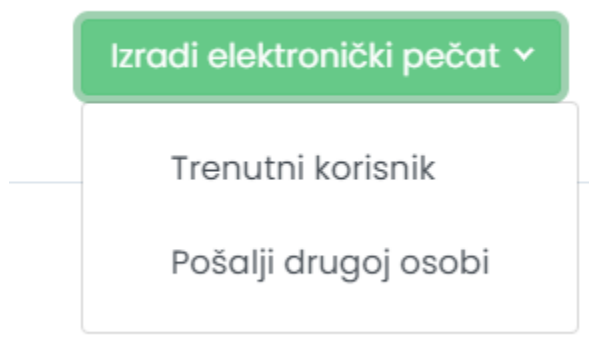 Izradi elektronički pečat
Trenutni korisnik
Pošalji drugoj osobi